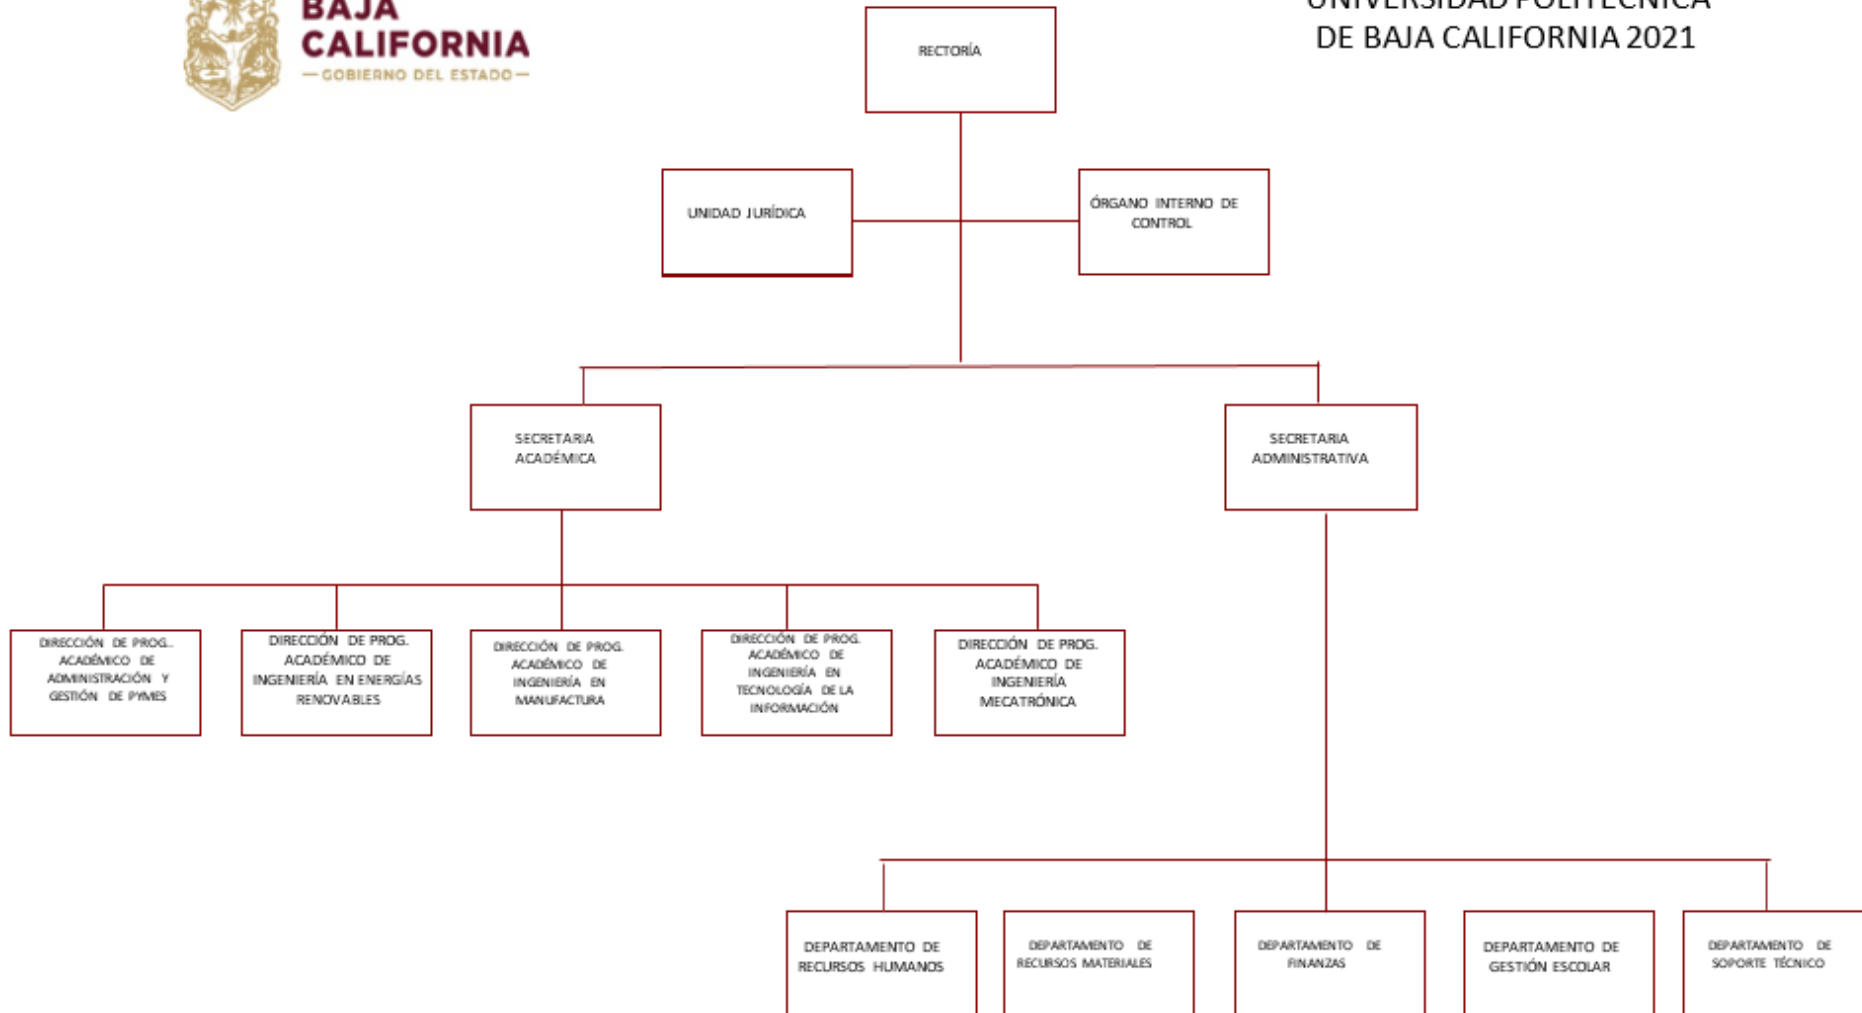 BAJA
CALIFORNIA
— GOBIERNO DEL ESTADO —
UNIVERSIDAD POLITÉCNICA
DE BAJA CALIFORNIA 2021
RECTORÍA
UNIDAD JURÍDICA
ÓRGANO INTERNO DE
CONTROL
SECRETARIA
ACADÉMICA
SECRETARIA
ADMINISTRATIVA
DIRECCIÓN DE PROG..
ACADÉMICO DE
ADMINISTRACIÓN Y
GESTIÓN DE PYMES
DIRECCIÓN DE PROG.
ACADÉMICO DE
INGENIERÍA EN ENERGÍAS
RENOVABLES
DIRECCIÓN DE PROG.
ACADÉMICO DE
INGENIERÍA EN
MANUFACTURA
DIRECCIÓN DE PROG.
ACADÉMICO DE
INGENIERÍA EN
TECNOLOGÍA DE LA
INFORMACIÓN
DIRECCIÓN DE PROG.
ACADÉMICO DE
INGENIERÍA
MECATRÓNICA
DEPARTAMENTO DE
RECURSOS HUMANOS
DEPARTAMENTO DE
RECURSOS MATERIALES
DEPARTAMENTO DE
FINANZAS
DEPARTAMENTO DE
GESTIÓN ESCOLAR
DEPARTAMENTO DE
SOPORTE TÉCNICO